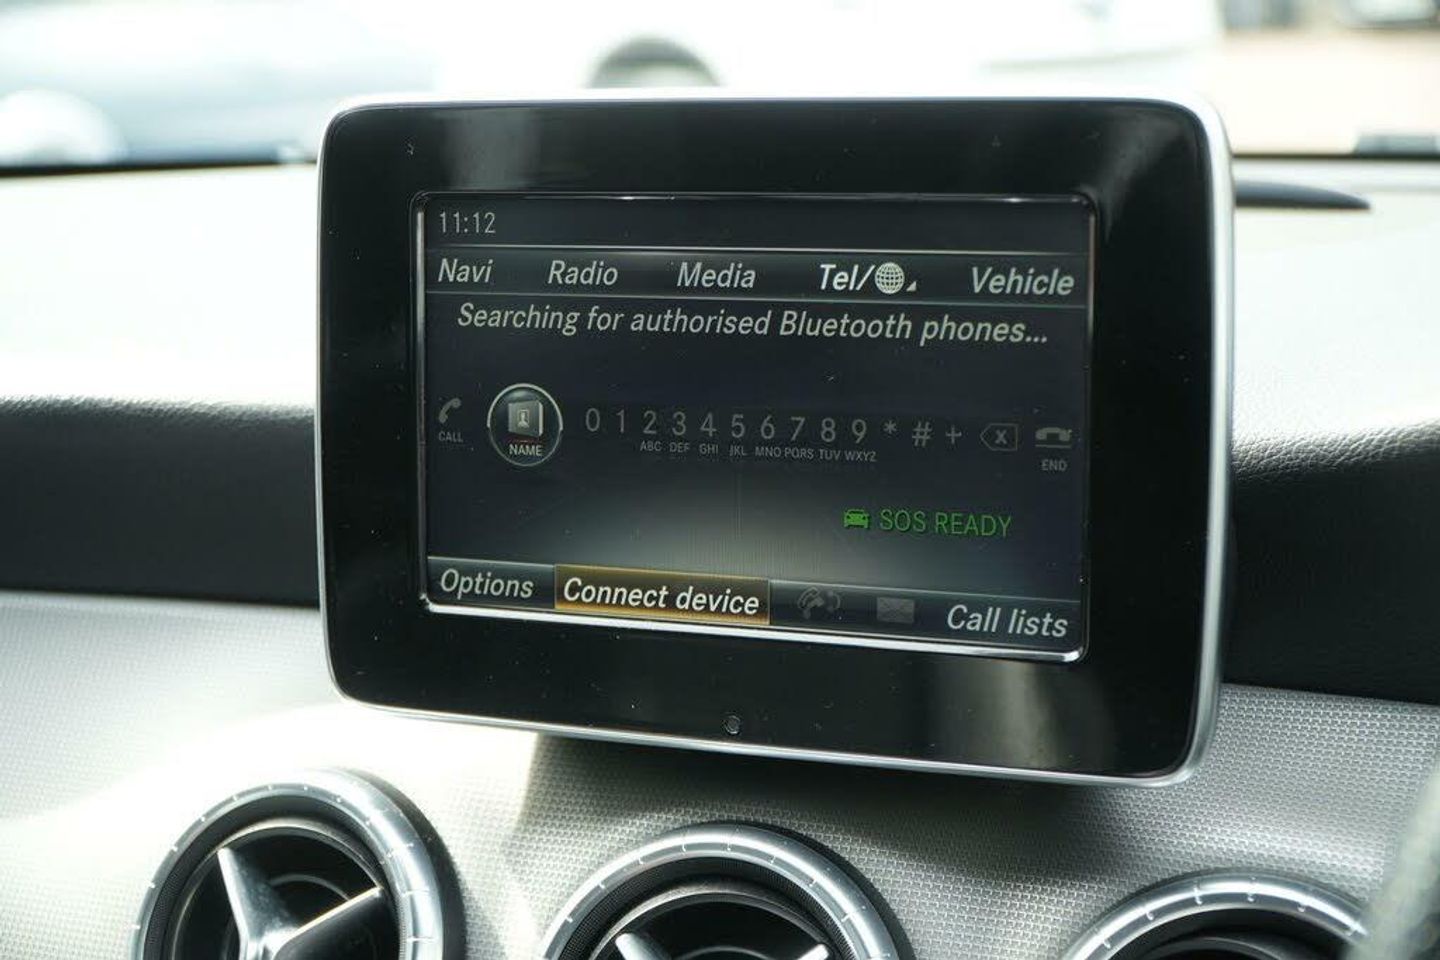 11:12
Navi Radio Media Tel/ Vehicle
Searching for authorised Bluetooth phones...
CALL NAME 0 1 2 3 4 5 6 7 8 9 * # + X END
ABC DEF GHI JKL MNO PQRS TUV WXYZ
SOS READY
Options Connect device Call lists